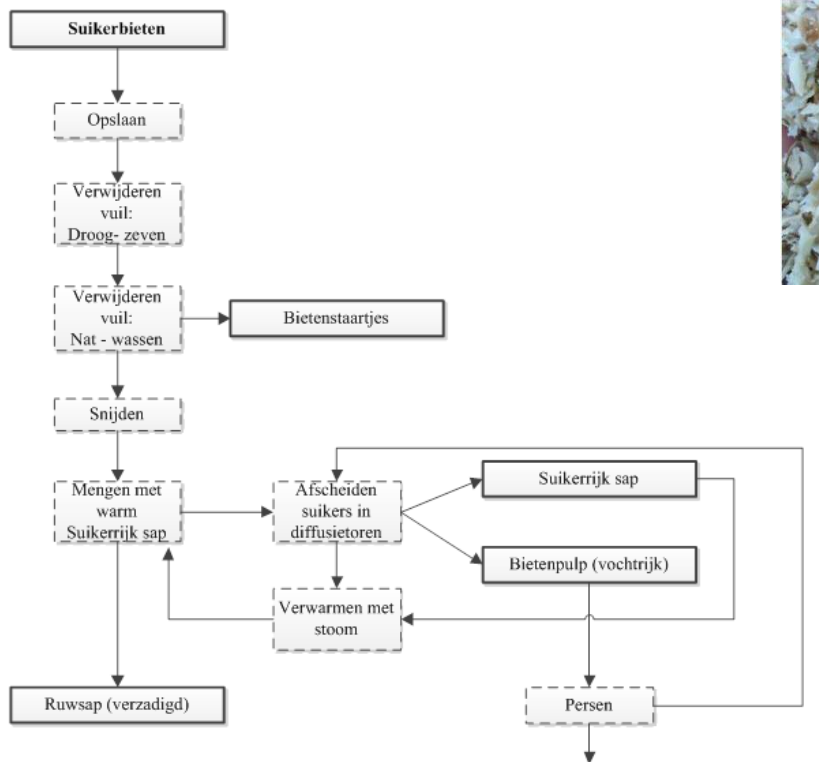 Suikerbieten
Opslaan
Verwijderen
vuil:
Droog- zeven
Verwijderen
vuil:
Nat - wassen
Bietenstaartjes
Snijden
Mengen met
warm
Suikerrijk sap
Afscheiden
suikers in
diffusietoren
Suikerrijk sap
Bietenpulp (vochtrijk)
Verwarmen met
stoom
Ruwsap (verzadigd)
Persen